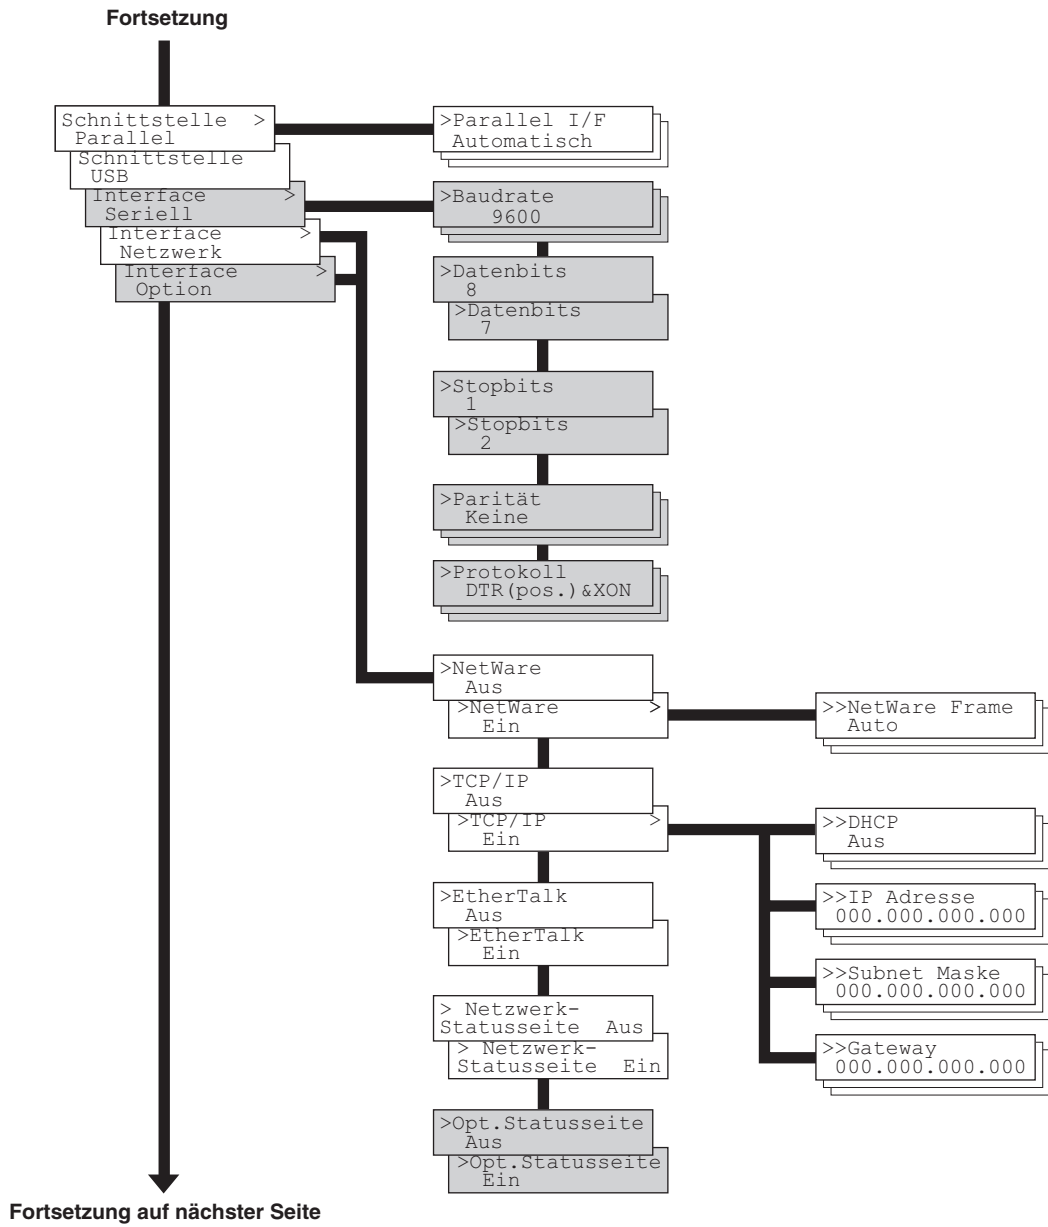 Fortsetzung
Schnittstelle >
Parallel
Schnittstelle
USB
Interface >
Seriell
Interface >
Netzwerk
Interface >
Option
>Parallel I/F
Automatisch
>Baudrate
9600
>Datenbits
8
>Datenbits
7
>Stopbits
1
>Stopbits
2
>Parität
Keine
>Protokoll
DTR(pos.)&XON
>NetWare
Aus
>NetWare >
Ein
>>NetWare Frame
Auto
>TCP/IP
Aus
>TCP/IP >
Ein
>>DHCP
Aus
>>IP Adresse
000.000.000.000
>>Subnet Maske
000.000.000.000
>>Gateway
000.000.000.000
>EtherTalk
Aus
>EtherTalk
Ein
> Netzwerk-
Statusseite Aus
> Netzwerk-
Statusseite Ein
>Opt.Statusseite
Aus
>Opt.Statusseite
Ein
Fortsetzung auf nächster Seite